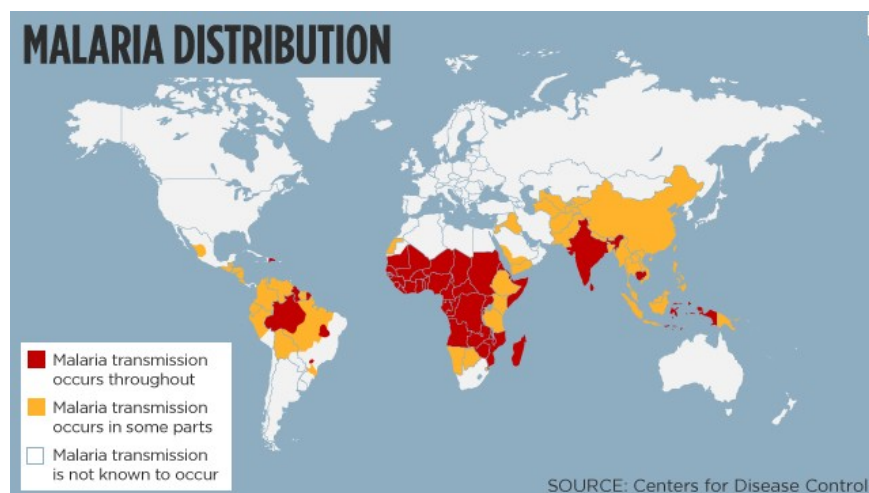 MALARIA DISTRIBUTION
Malaria transmission
occurs throughout
Malaria transmission
occurs in some parts
Malaria transmission
is not known to occur
SOURCE: Centers for Disease Control